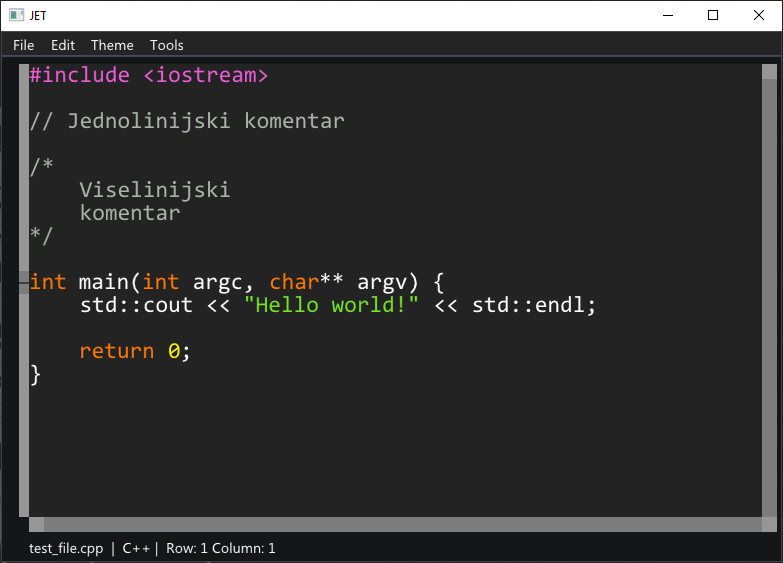 JET
File Edit Theme Tools
#include <iostream>
// Jednolinijski komentar
/*
    Viselinijski
    komentar
*/
int main(int argc, char** argv) {
    std::cout << "Hello world!" << std::endl;
    return 0;
}
test_file.cpp | C++ | Row: 1 Column: 1